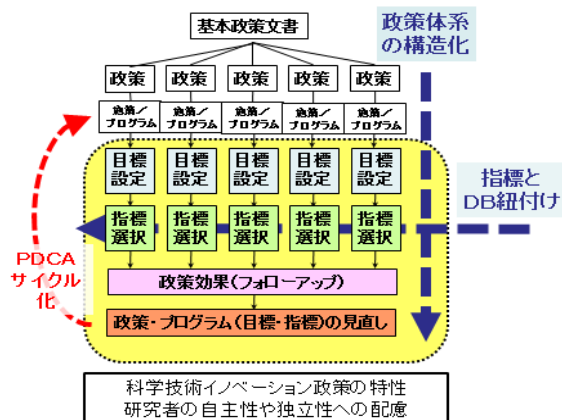 基本政策文書
政策体系
の構造化
政策 政策 政策 政策 政策
施策／ 施策／ 施策／ 施策／ 施策／
プログラム プログラム プログラム プログラム プログラム
目標 目標 目標 目標 目標
設定 設定 設定 設定 設定
指標と
DB紐付け
指標 指標 指標 指標 指標
選択 選択 選択 選択 選択
PDCA
サイクル
化
政策効果(フォローアップ)
政策・プログラム(目標・指標)の見直し
科学技術イノベーション政策の特性
研究者の自主性や独立性への配慮